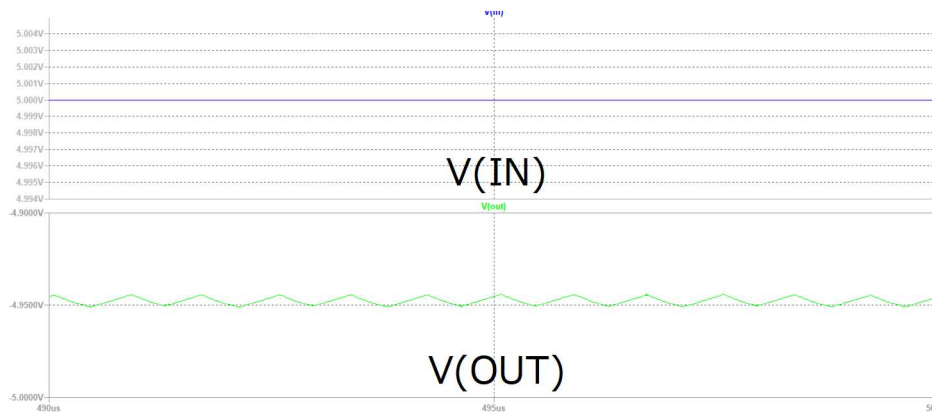 V(in)
5.004V
5.003V
5.002V
5.001V
5.000V
4.999V
4.998V
4.997V
4.996V
4.995V
4.994V
V(IN)
V(out)
-4.9000V
-4.9500V
V(OUT)
-5.0000V
490us
495us